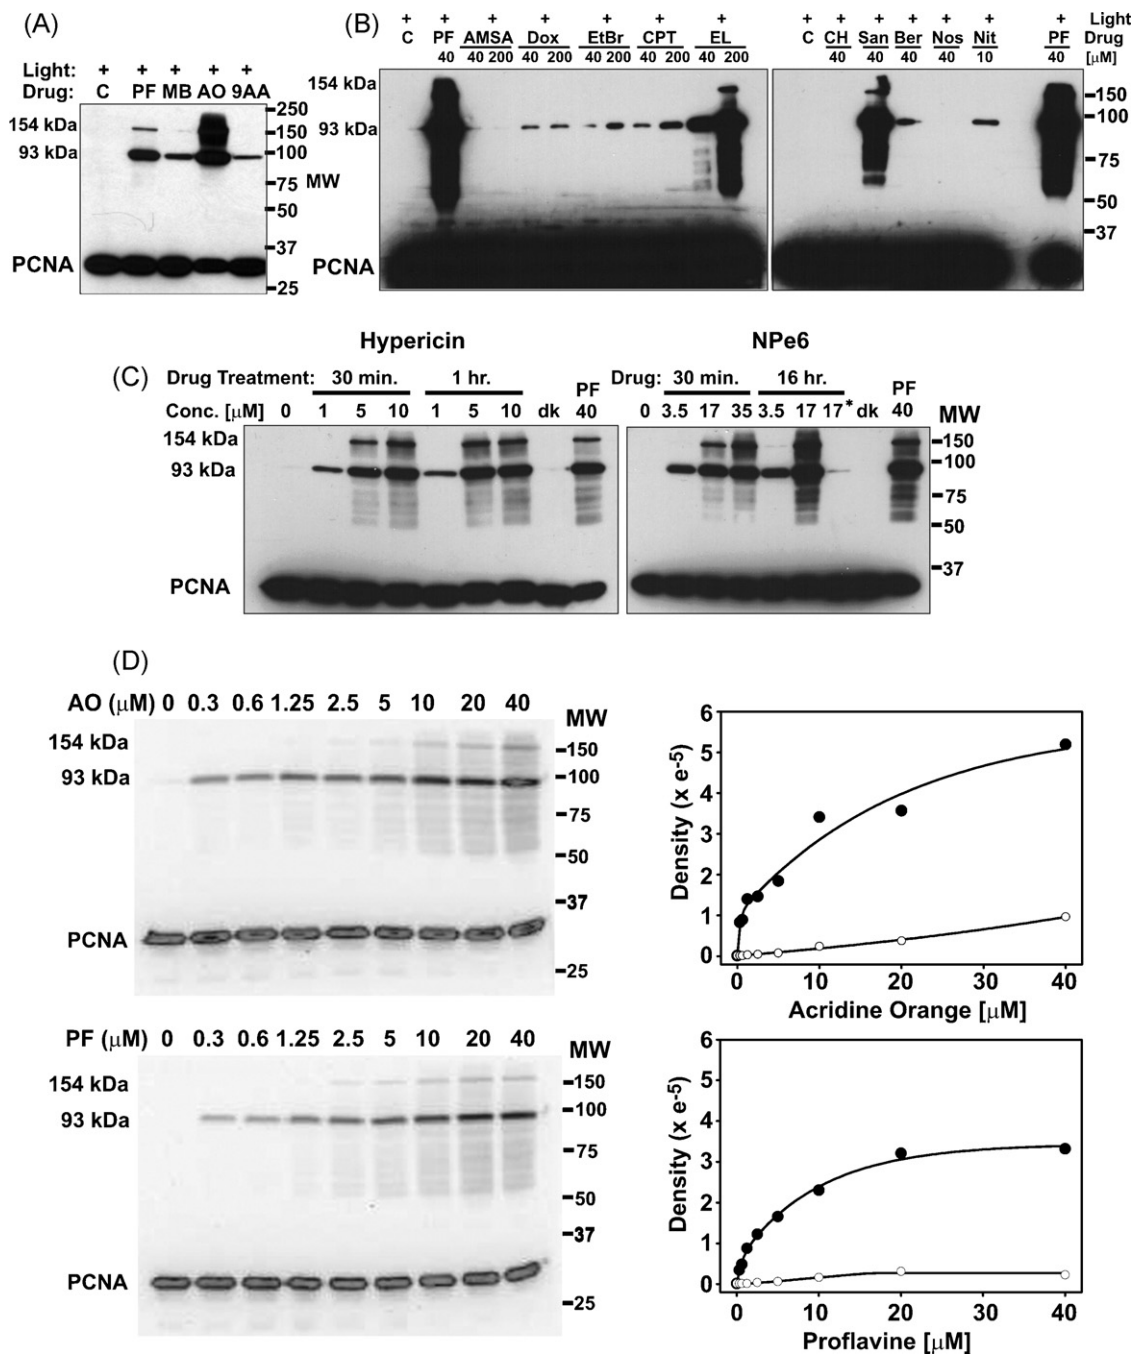 (A)
Light: + + + +
Drug: C PF MB AO 9AA
154 kDa
93 kDa
PCNA
250
150
100
75
MW
50
37
25
(B)
+ + + + + + +
C PF AMSA Dox EtBr CPT EL
40 40 200 40 200 40 200 40 200 40 200
154 kDa
93 kDa
PCNA
+ + + + + + + Light
C CH San Ber Nos Nit PF Drug
40 40 40 40 10 40 [μM]
150
100
75
50
37
(C)
Hypericin
Drug Treatment: 30 min. 1 hr. PF
Conc. [μM] 0 1 5 10 1 5 10 dk 40
154 kDa
93 kDa
PCNA
NPe6
Drug: 30 min. 16 hr. PF
0 3.5 17 35 3.5 17 17* dk 40 MW
150
100
75
50
37
(D)
AO (μM) 0 0.3 0.6 1.25 2.5 5 10 20 40
MW
154 kDa
93 kDa
PCNA
150
100
75
50
37
25
Density (x e-5)
6
5
4
3
2
1
0
0 10 20 30 40
Acridine Orange [μM]
PF (μM) 0 0.3 0.6 1.25 2.5 5 10 20 40
MW
154 kDa
93 kDa
PCNA
150
100
75
50
37
25
Density (x e-5)
6
5
4
3
2
1
0
0 10 20 30 40
Proflavine [μM]